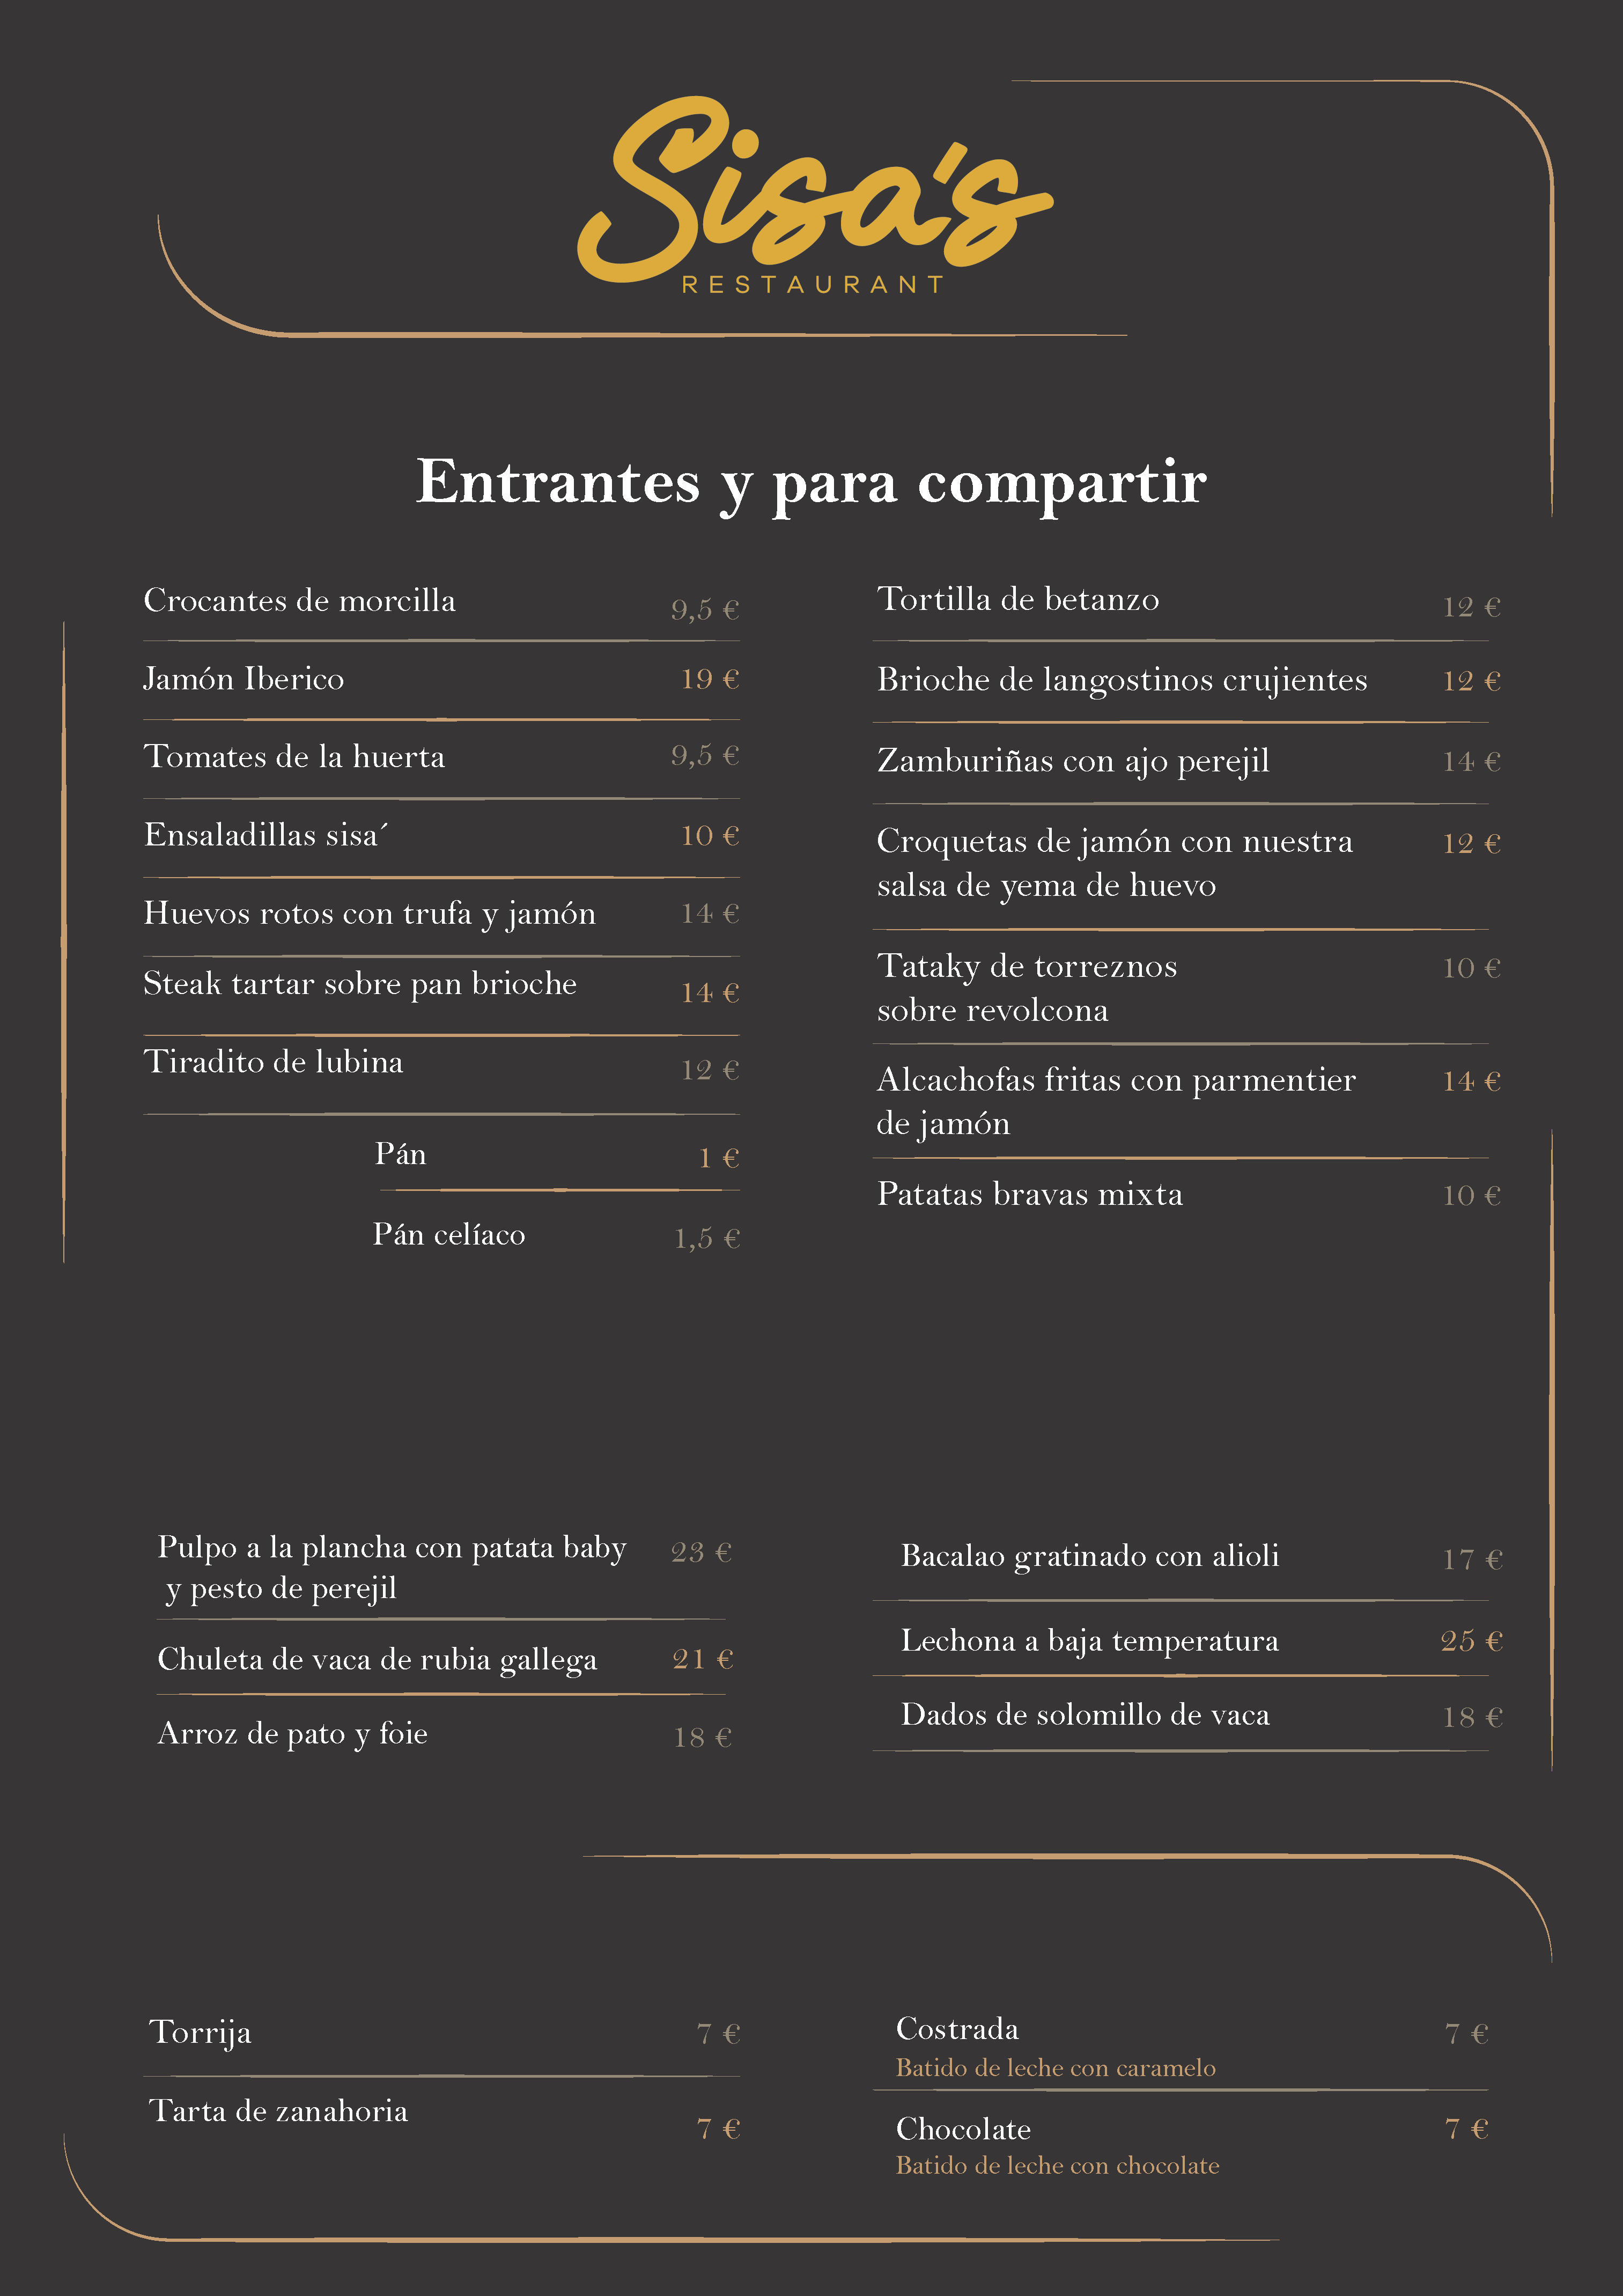 Sisa's
RESTAURANT
Entrantes y para compartir
Crocantes de morcilla 9,5 €
Jamón Iberico 19 €
Tomates de la huerta 9,5 €
Ensaladillas sisa´ 10 €
Huevos rotos con trufa y jamón 14 €
Steak tartar sobre pan brioche 14 €
Tiradito de lubina 12 €
Pán 1 €
Pán celíaco 1,5 €
Tortilla de betanzo 12 €
Brioche de langostinos crujientes 12 €
Zamburiñas con ajo perejil 14 €
Croquetas de jamón con nuestra 12 €
salsa de yema de huevo
Tataky de torreznos 10 €
sobre revolcona
Alcachofas fritas con parmentier 14 €
de jamón
Patatas bravas mixta 10 €
Pulpo a la plancha con patata baby 23 €
y pesto de perejil
Chuleta de vaca de rubia gallega 21 €
Arroz de pato y foie 18 €
Bacalao gratinado con alioli 17 €
Lechona a baja temperatura 25 €
Dados de solomillo de vaca 18 €
Torrija 7 €
Tarta de zanahoria 7 €
Costrada 7 €
Batido de leche con caramelo
Chocolate 7 €
Batido de leche con chocolate